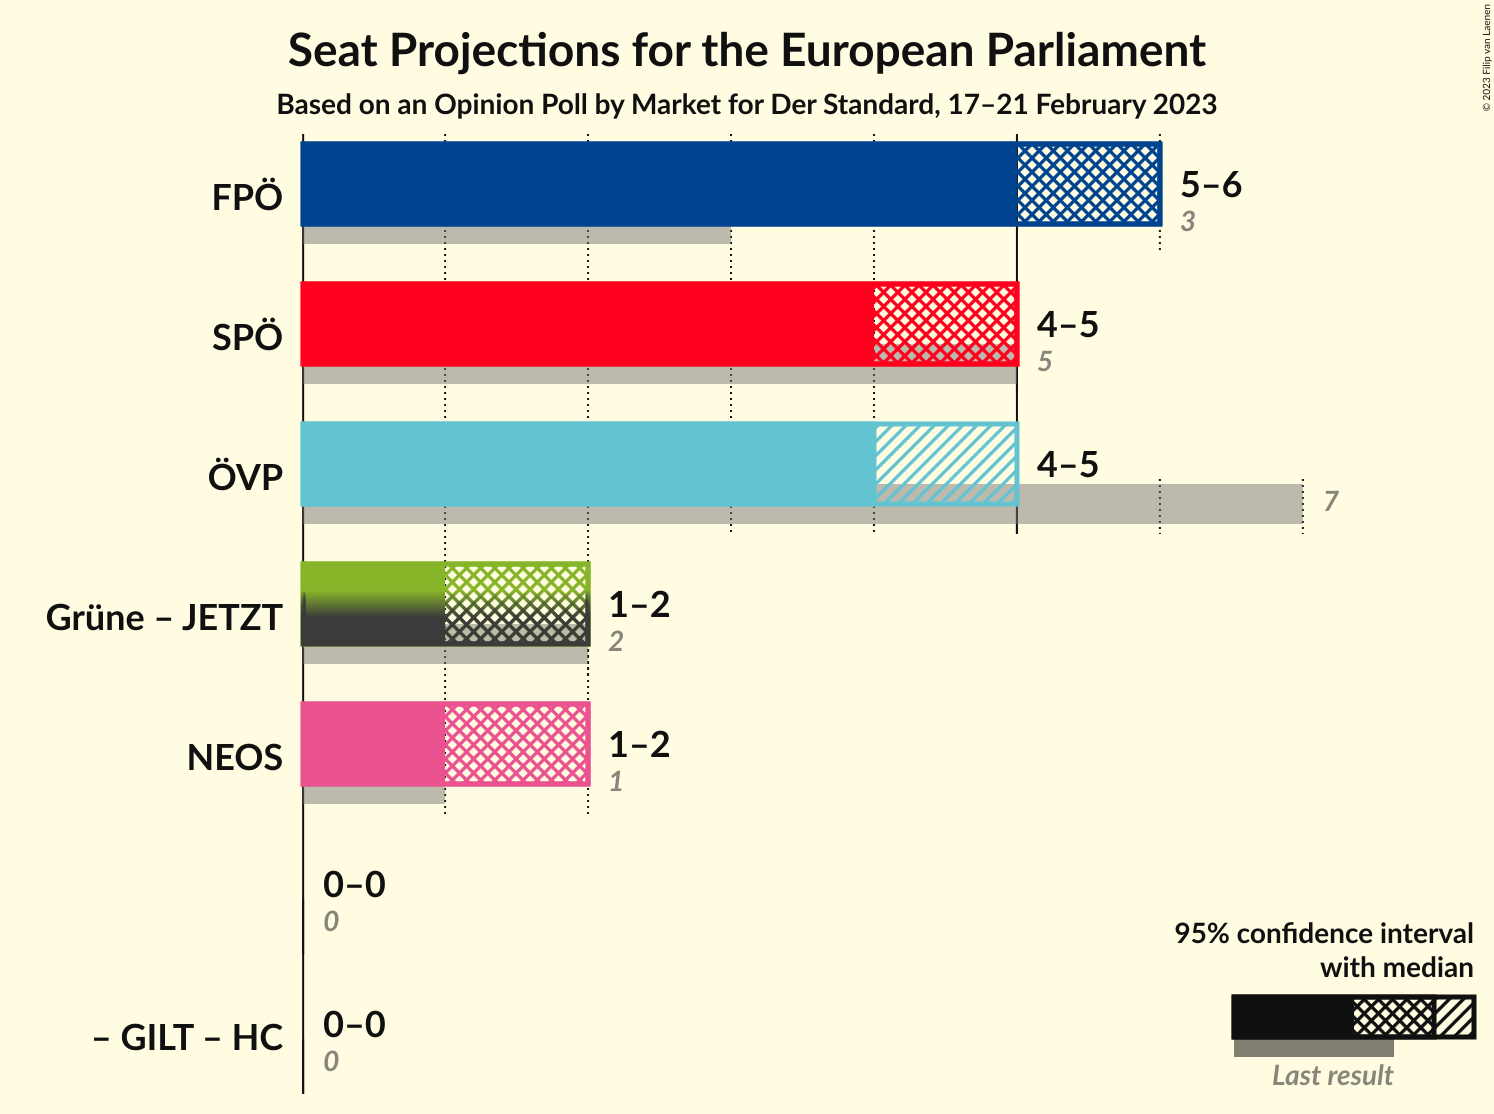 Seat Projections for the European Parliament
Based on an Opinion Poll by Market for Der Standard, 17–21 February 2023
© 2023 Filip van Laenen
FPÖ
5–6
3
SPÖ
4–5
5
ÖVP
4–5
7
Grüne – JETZT
1–2
2
NEOS
1–2
1
0–0
0
– GILT – HC
0–0
0
95% confidence interval
with median
Last result